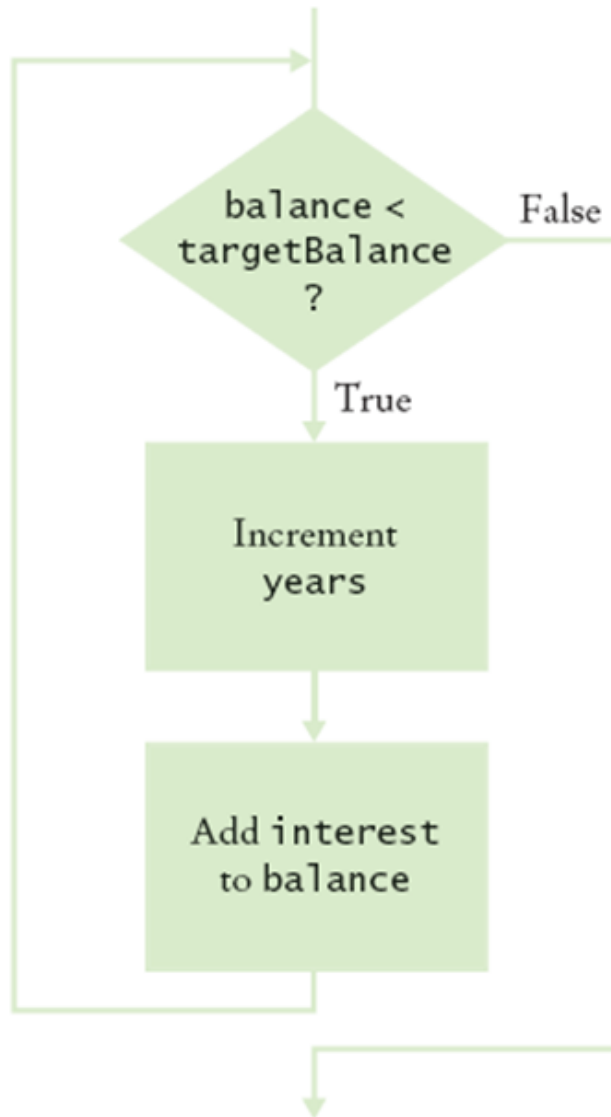 balance <
targetBalance
?
False
True
Increment
years
Add interest
to balance